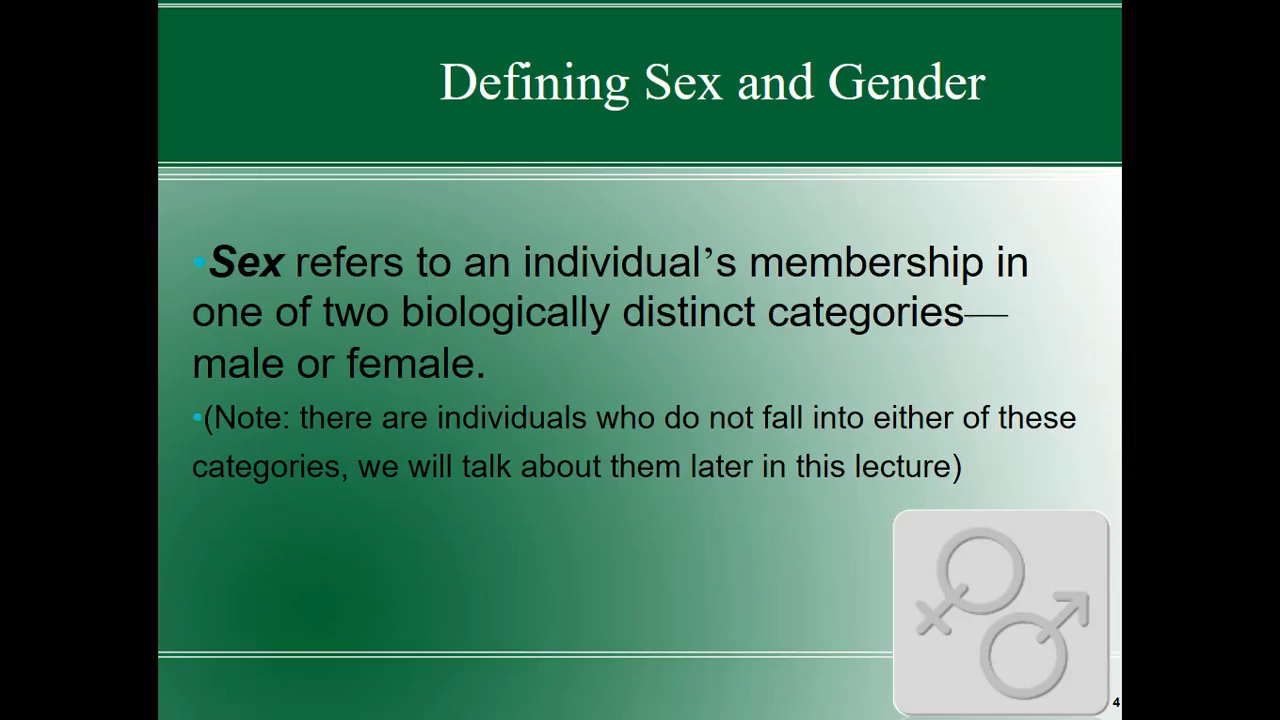 Defining Sex and Gender
•Sex refers to an individual’s membership in
one of two biologically distinct categories—
male or female.
•(Note: there are individuals who do not fall into either of these
categories, we will talk about them later in this lecture)
4